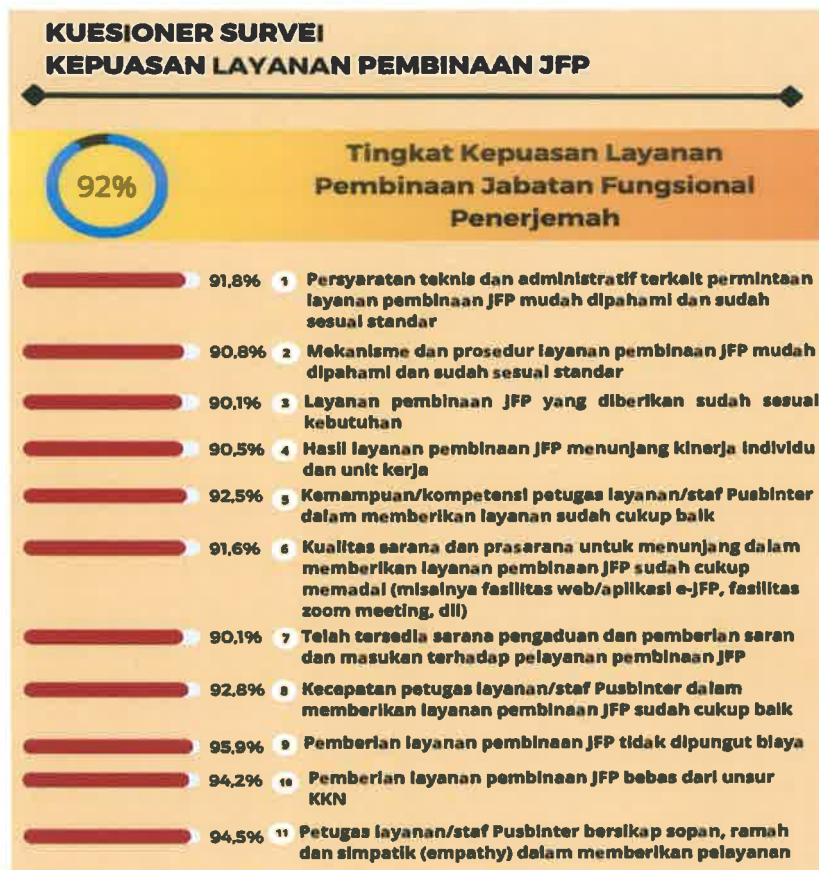 KUESIONER SURVEI
KEPUASAN LAYANAN PEMBINAAN JFP
92%
Tingkat Kepuasan Layanan
Pembinaan Jabatan Fungsional
Penerjemah
91,8% 1 Persyaratan teknis dan administratif terkait permintaan
layanan pembinaan JFP mudah dipahami dan sudah
sesuai standar
90,8% 2 Mekanisme dan prosedur layanan pembinaan JFP mudah
dipahami dan sudah sesuai standar
90,1% 3 Layanan pembinaan JFP yang diberikan sudah sesuai
kebutuhan
90,5% 4 Hasil layanan pembinaan JFP menunjang kinerja individu
dan unit kerja
92,5% 5 Kemampuan/kompetensi petugas layanan/staf Pusbinter
dalam memberikan layanan sudah cukup baik
91,6% 6 Kualitas sarana dan prasarana untuk menunjang dalam
memberikan layanan pembinaan JFP sudah cukup
memadai (misalnya fasilitas web/aplikasi e-JFP, fasilitas
zoom meeting, dll)
90,1% 7 Telah tersedia sarana pengaduan dan pemberian saran
dan masukan terhadap pelayanan pembinaan JFP
92,8% 8 Kecepatan petugas layanan/staf Pusbinter dalam
memberikan layanan pembinaan JFP sudah cukup baik
95,9% 9 Pemberian layanan pembinaan JFP tidak dipungut biaya
94,2% 10 Pemberian layanan pembinaan JFP bebas dari unsur
KKN
94,5% 11 Petugas layanan/staf Pusbinter bersikap sopan, ramah
dan simpatik (empathy) dalam memberikan pelayanan